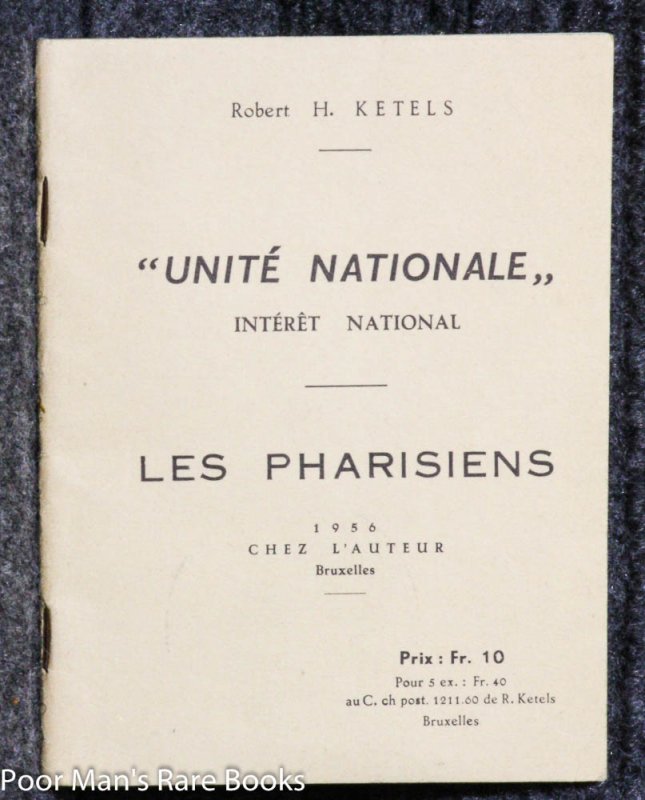 Robert H. KETELS
“UNITÉ NATIONALE„
INTÉRÊT NATIONAL
LES PHARISIENS
1956
CHEZ L'AUTEUR
Bruxelles
Prix : Fr. 10
Pour 5 ex. : Fr. 40
au C. ch post. 1211.60 de R. Ketels
Bruxelles
Poor Man's Rare Books